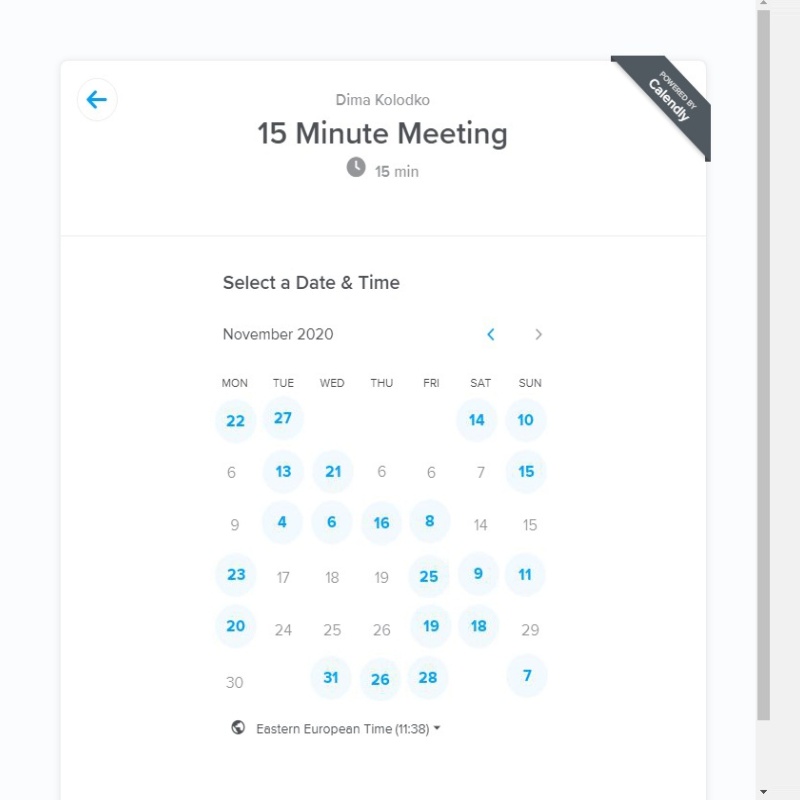 Dima Kolodko
POWERED BY
Calendly
15 Minute Meeting
15 min
Select a Date & Time
November 2020
MON TUE WED THU FRI SAT SUN
22 27 14 10
6 13 21 6 6 7 15
9 4 6 16 8 14 15
23 17 18 19 25 9 11
20 24 25 26 19 18 29
30 31 26 28 7
Eastern European Time (11:38)